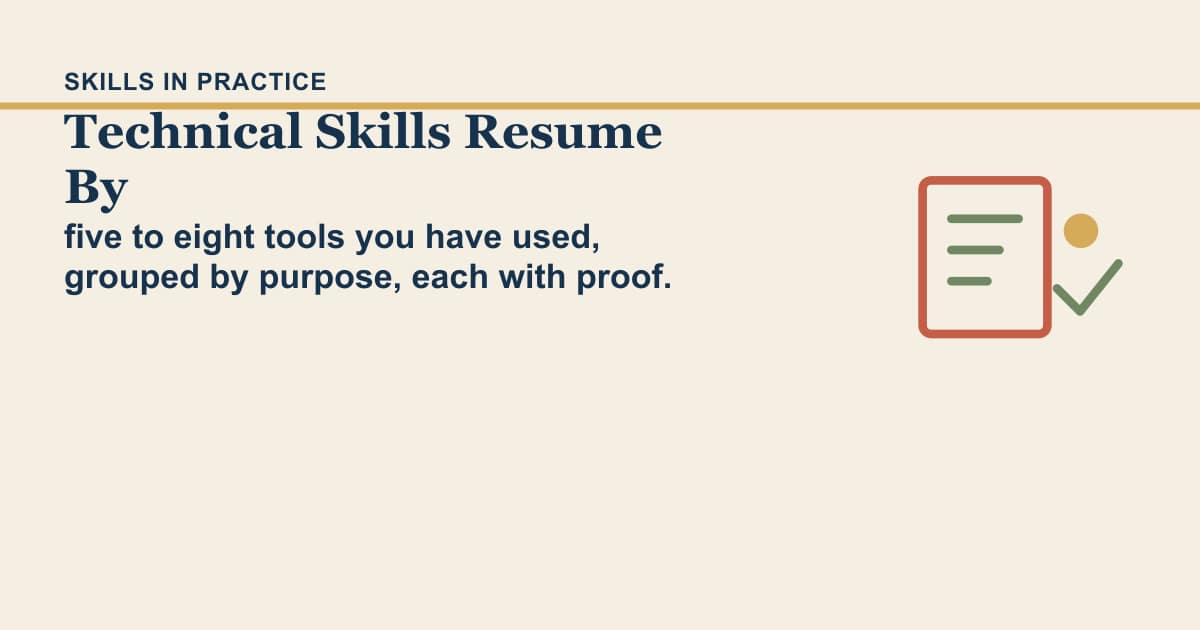 SKILLS IN PRACTICE
Technical Skills Resume
By
five to eight tools you have used,
grouped by purpose, each with proof.